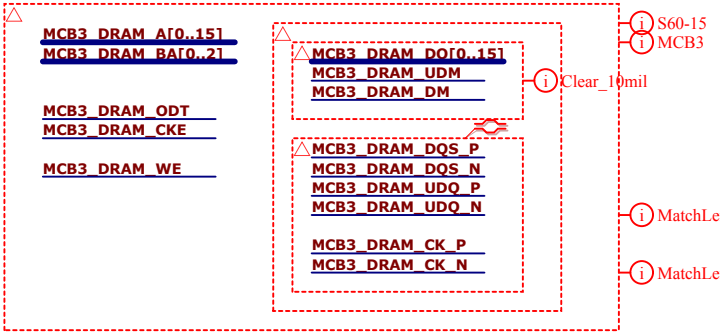 MCB3_DRAM_A[0..15]
MCB3_DRAM_BA[0..2]
MCB3_DRAM_ODT
MCB3_DRAM_CKE
MCB3_DRAM_WE
MCB3_DRAM_DQ[0..15]
MCB3_DRAM_UDM
MCB3_DRAM_DM
MCB3_DRAM_DQS_P
MCB3_DRAM_DQS_N
MCB3_DRAM_UDQ_P
MCB3_DRAM_UDQ_N
MCB3_DRAM_CK_P
MCB3_DRAM_CK_N
i Clear_10mil
i S60-15
i MCB3
i MatchLe
i MatchLe